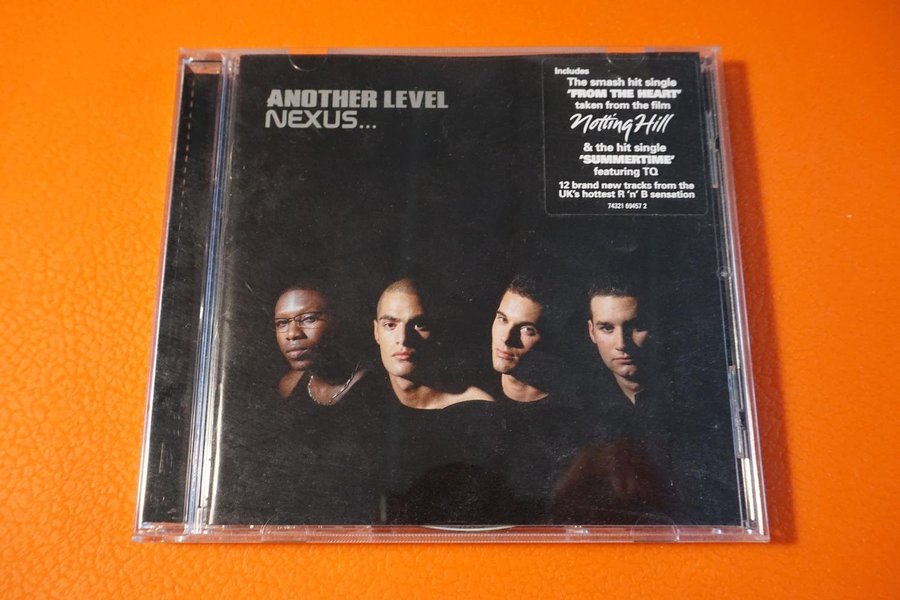 ANOTHER LEVEL
NEXUS...
Includes
The smash hit single
'FROM THE HEART'
taken from the film
Notting Hill
& the hit single
'SUMMERTIME'
featuring TQ
12 brand new tracks from the
UK's hottest R 'n' B sensation
74321 69457 2